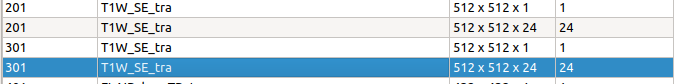 201 T1W_SE_tra 512 x 512 x 1 1
201 T1W_SE_tra 512 x 512 x 24 24
301 T1W_SE_tra 512 x 512 x 1 1
301 T1W_SE_tra 512 x 512 x 24 24